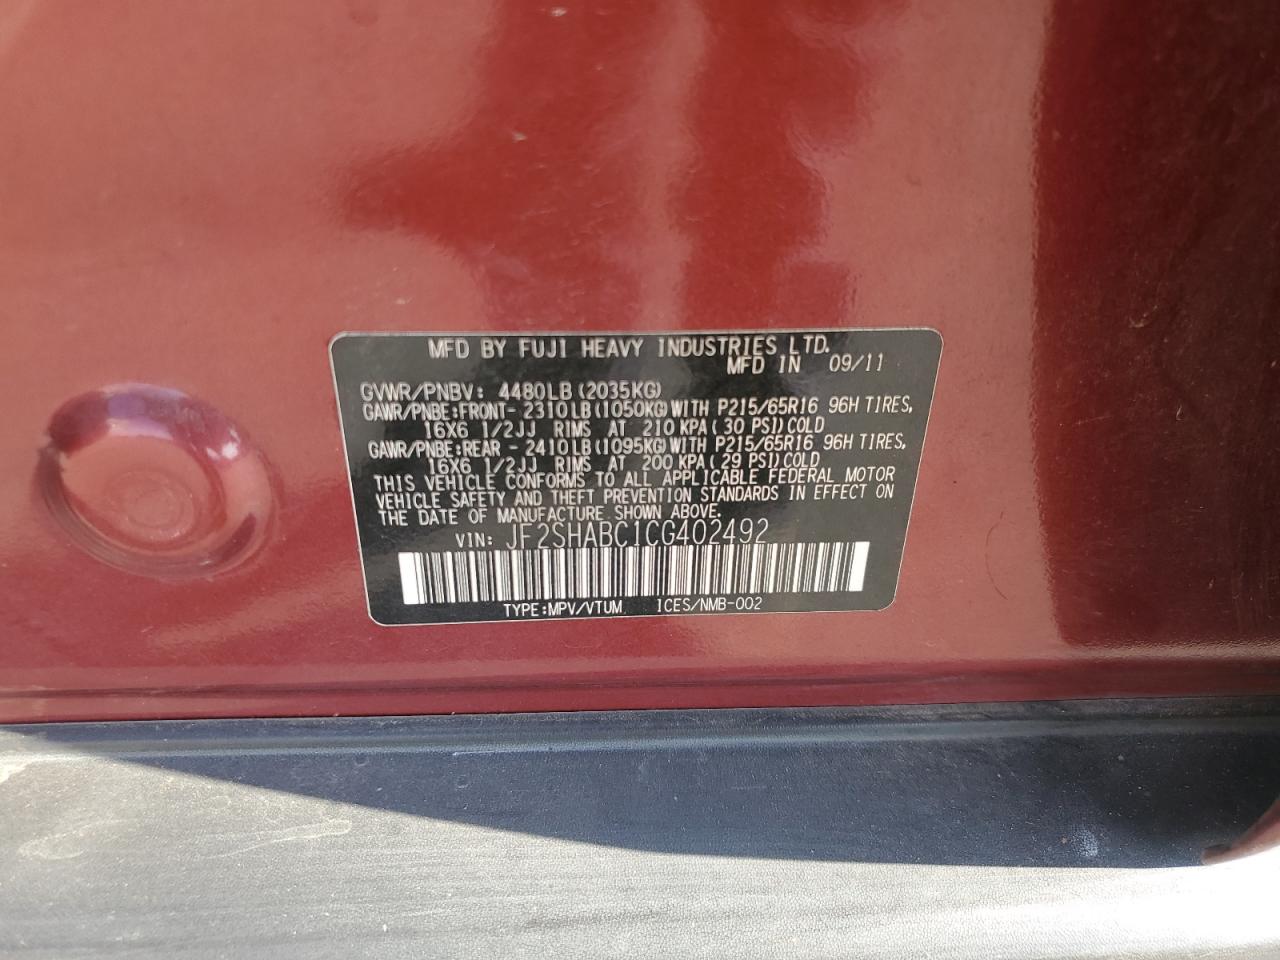 MFD BY FUJI HEAVY INDUSTRIES LTD.
MFD IN 09/11
GVWR/PNBV: 4480LB (2035KG)
GAWR/PNBE:FRONT- 2310LB (1050KG) WITH P215/65R16 96H TIRES,
16X6 1/2JJ RIMS AT 210 KPA ( 30 PSI) COLD
GAWR/PNBE:REAR - 2410LB (1095KG) WITH P215/65R16 96H TIRES,
16X6 1/2JJ RIMS AT 200 KPA ( 29 PSI) COLD
THIS VEHICLE CONFORMS TO ALL APPLICABLE FEDERAL MOTOR
VEHICLE SAFETY AND THEFT PREVENTION STANDARDS IN EFFECT ON
THE DATE OF MANUFACTURE SHOWN ABOVE.
VIN: JF2SHABC1CG402492
TYPE:MPV/VTUM ICES/NMB-002